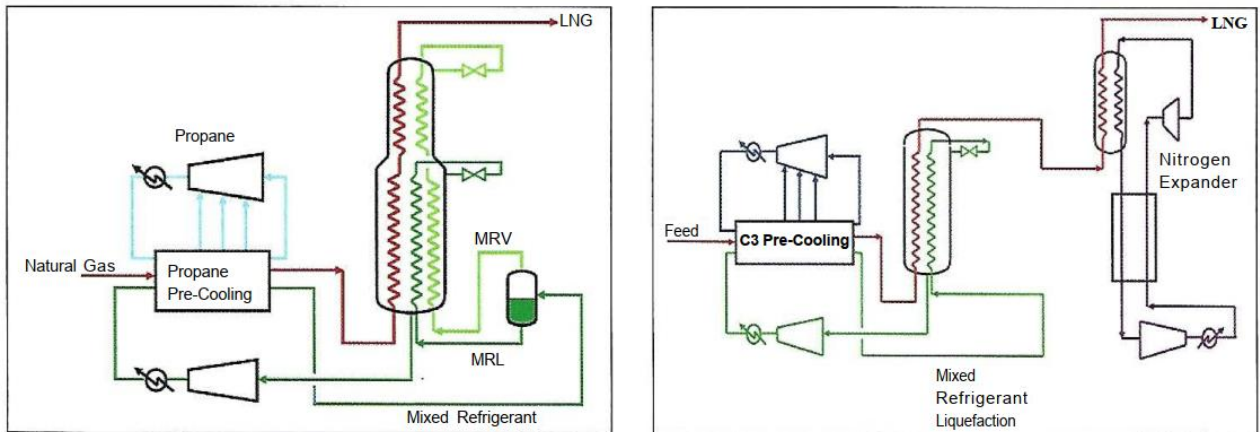 LNG
Propane
Natural Gas
Propane
Pre-Cooling
MRV
MRL
Mixed Refrigerant
LNG
Nitrogen
Expander
Feed
C3 Pre-Cooling
Mixed
Refrigerant
Liquefaction